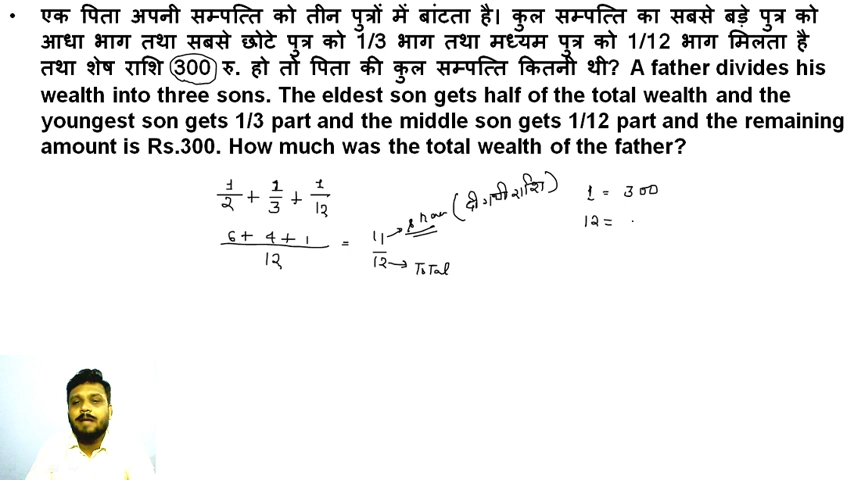 • एक पिता अपनी सम्पत्ति को तीन पुत्रों में बांटता है। कुल सम्पत्ति का सबसे बड़े पुत्र को
आधा भाग तथा सबसे छोटे पुत्र को 1/3 भाग तथा मध्यम पुत्र को 1/12 भाग मिलता है
तथा शेष राशि 300 रु. हो तो पिता की कुल सम्पत्ति कितनी थी? A father divides his
wealth into three sons. The eldest son gets half of the total wealth and the
youngest son gets 1/3 part and the middle son gets 1/12 part and the remaining
amount is Rs.300. How much was the total wealth of the father?
1/2 + 1/3 + 1/12
(दी गयी राशि)
1 = 300
6 + 4 + 1 / 12 = 11/12 → Total
12 =